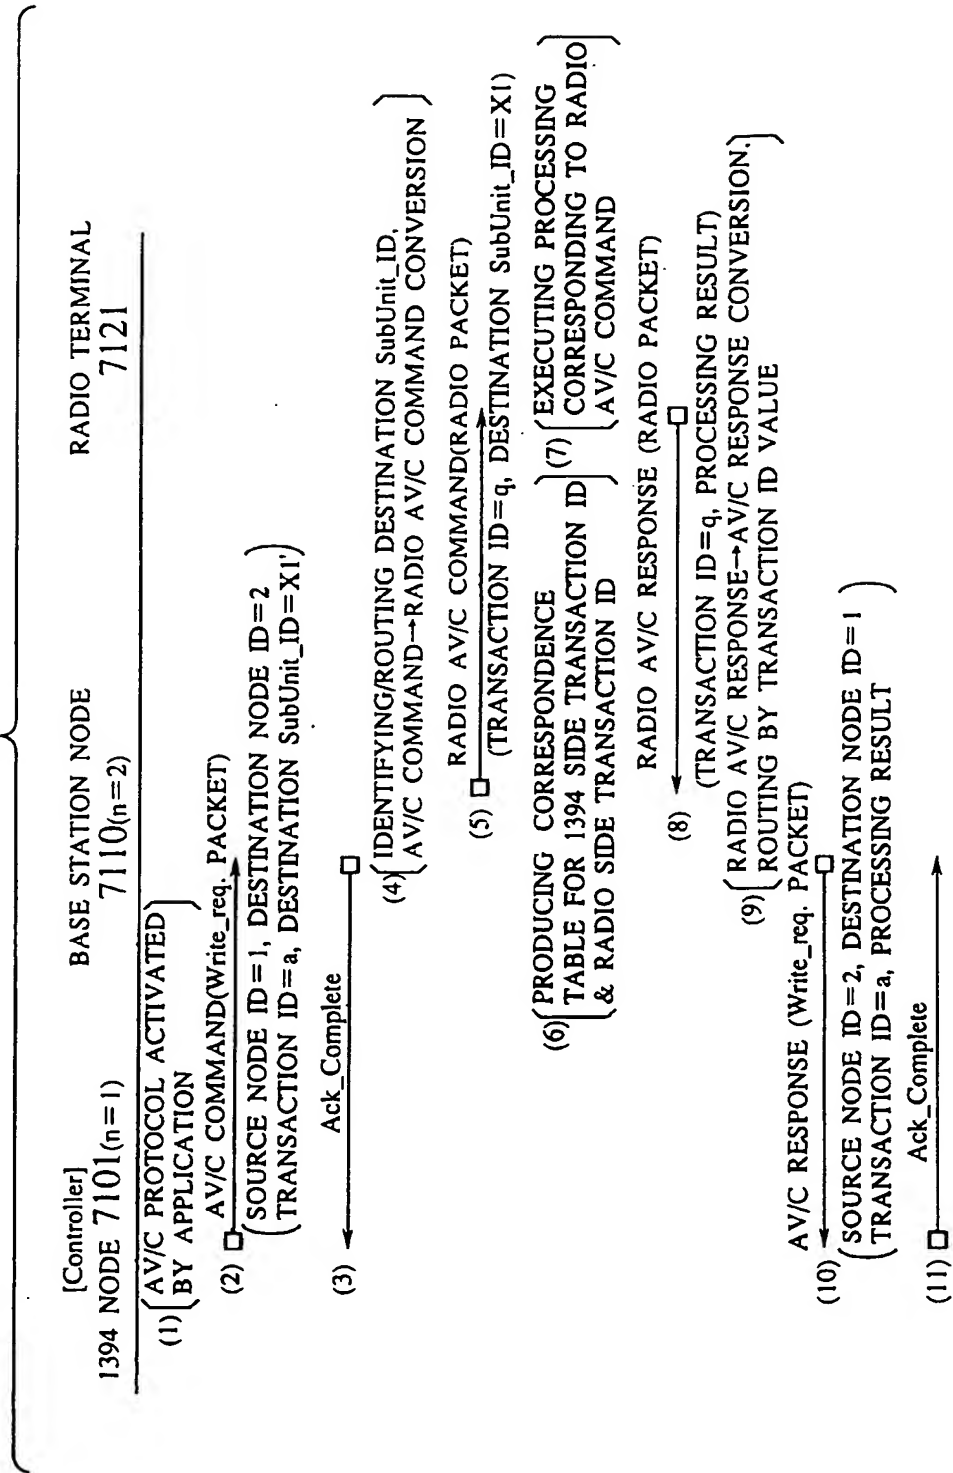 [Controller]
1394 NODE 7101(n=1)
BASE STATION NODE
7110(n=2)
RADIO TERMINAL
7121
(1) AV/C PROTOCOL ACTIVATED
BY APPLICATION
AV/C COMMAND(Write_req. PACKET)
(2)
SOURCE NODE ID=1, DESTINATION NODE ID=2
TRANSACTION ID=a, DESTINATION SubUnit_ID=X1'
Ack_Complete
(3)
(4) IDENTIFYING/ROUTING DESTINATION SubUnit_ID,
AV/C COMMAND→RADIO AV/C COMMAND CONVERSION
RADIO AV/C COMMAND(RADIO PACKET)
(5)
(TRANSACTION ID=q, DESTINATION SubUnit_ID=X1)
(6) PRODUCING CORRESPONDENCE
TABLE FOR 1394 SIDE TRANSACTION ID
& RADIO SIDE TRANSACTION ID
(7) EXECUTING PROCESSING
CORRESPONDING TO RADIO
AV/C COMMAND
RADIO AV/C RESPONSE (RADIO PACKET)
(8)
(TRANSACTION ID=q, PROCESSING RESULT)
(9) RADIO AV/C RESPONSE→AV/C RESPONSE CONVERSION.
ROUTING BY TRANSACTION ID VALUE
AV/C RESPONSE (Write_req. PACKET)
(10)
SOURCE NODE ID=2, DESTINATION NODE ID=1
TRANSACTION ID=a, PROCESSING RESULT
Ack_Complete
(11)